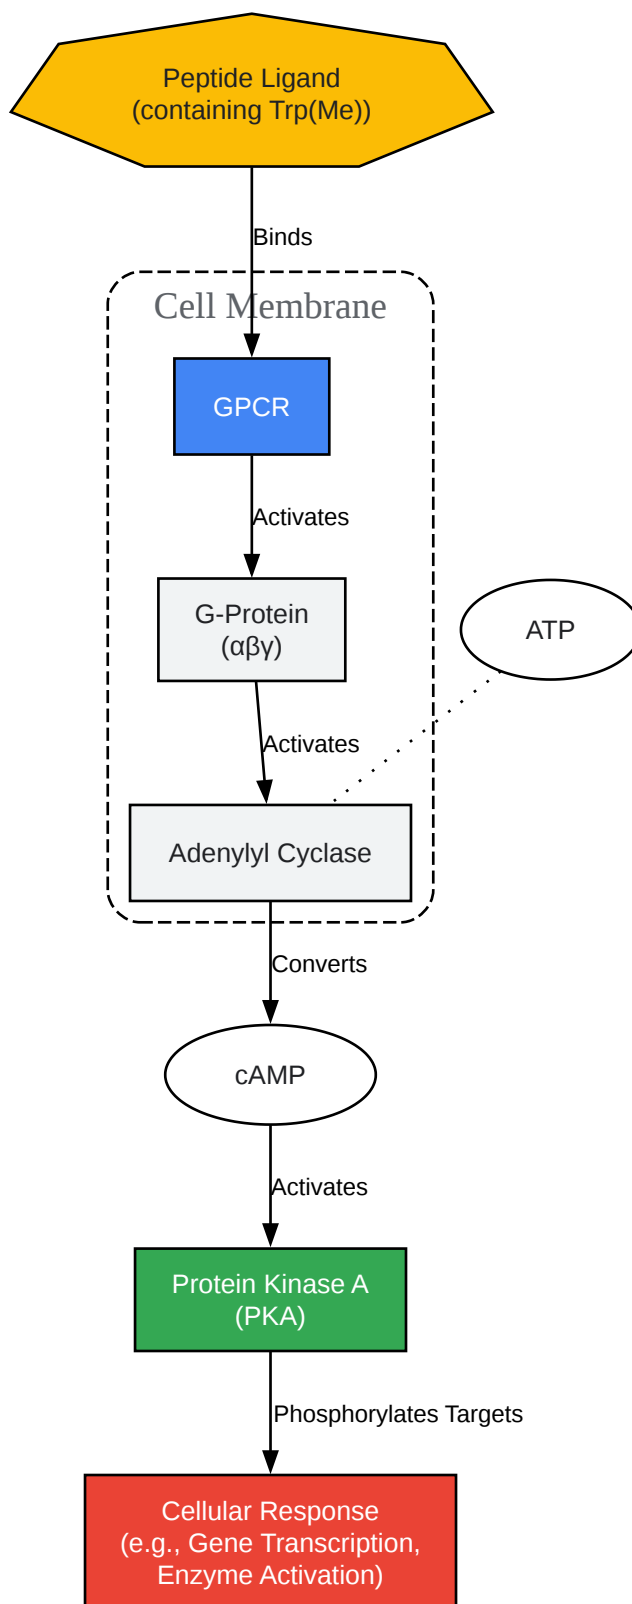 Peptide Ligand
(containing Trp(Me))
Binds
Cell Membrane
GPCR
Activates
G-Protein
(αβγ)
ATP
Activates
Adenylyl Cyclase
Converts
cAMP
Activates
Protein Kinase A
(PKA)
Phosphorylates Targets
Cellular Response
(e.g., Gene Transcription,
Enzyme Activation)